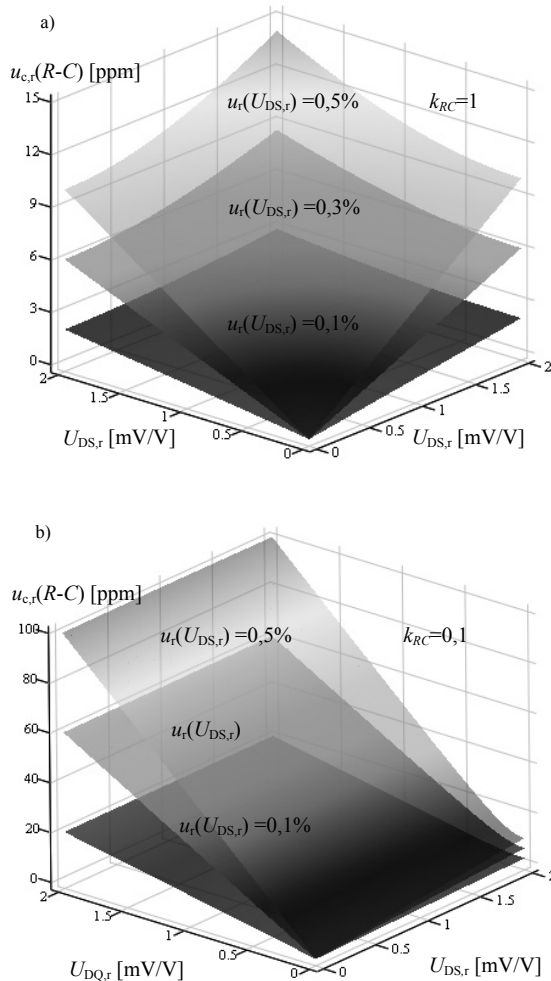 a)
u_c,r(R-C) [ppm]
15
12
9
6
3
0
u_r(U_DS,r) =0,5%
k_RC=1
u_r(U_DS,r) =0,3%
u_r(U_DS,r) =0,1%
2
1.5
1
0.5
0
0
0.5
1
1.5
2
U_DS,r [mV/V]
U_DS,r [mV/V]
b)
u_c,r(R-C) [ppm]
100
80
60
40
20
0
u_r(U_DS,r) =0,5%
k_RC=0,1
u_r(U_DS,r)
u_r(U_DS,r) =0,1%
2
1.5
1
0.5
0
0
0.5
1
1.5
2
U_DQ,r [mV/V]
U_DS,r [mV/V]